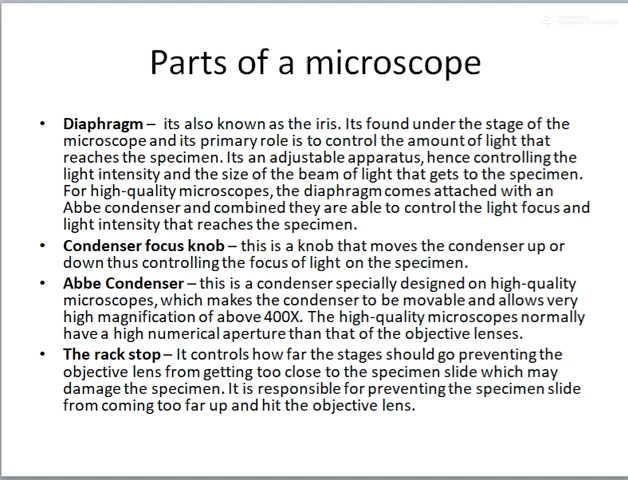 Parts of a microscope
• Diaphragm – its also known as the iris. Its found under the stage of the
microscope and its primary role is to control the amount of light that
reaches the specimen. Its an adjustable apparatus, hence controlling the
light intensity and the size of the beam of light that gets to the specimen.
For high-quality microscopes, the diaphragm comes attached with an
Abbe condenser and combined they are able to control the light focus and
light intensity that reaches the specimen.
• Condenser focus knob – this is a knob that moves the condenser up or
down thus controlling the focus of light on the specimen.
• Abbe Condenser – this is a condenser specially designed on high-quality
microscopes, which makes the condenser to be movable and allows very
high magnification of above 400X. The high-quality microscopes normally
have a high numerical aperture than that of the objective lenses.
• The rack stop – It controls how far the stages should go preventing the
objective lens from getting too close to the specimen slide which may
damage the specimen. It is responsible for preventing the specimen slide
from coming too far up and hit the objective lens.